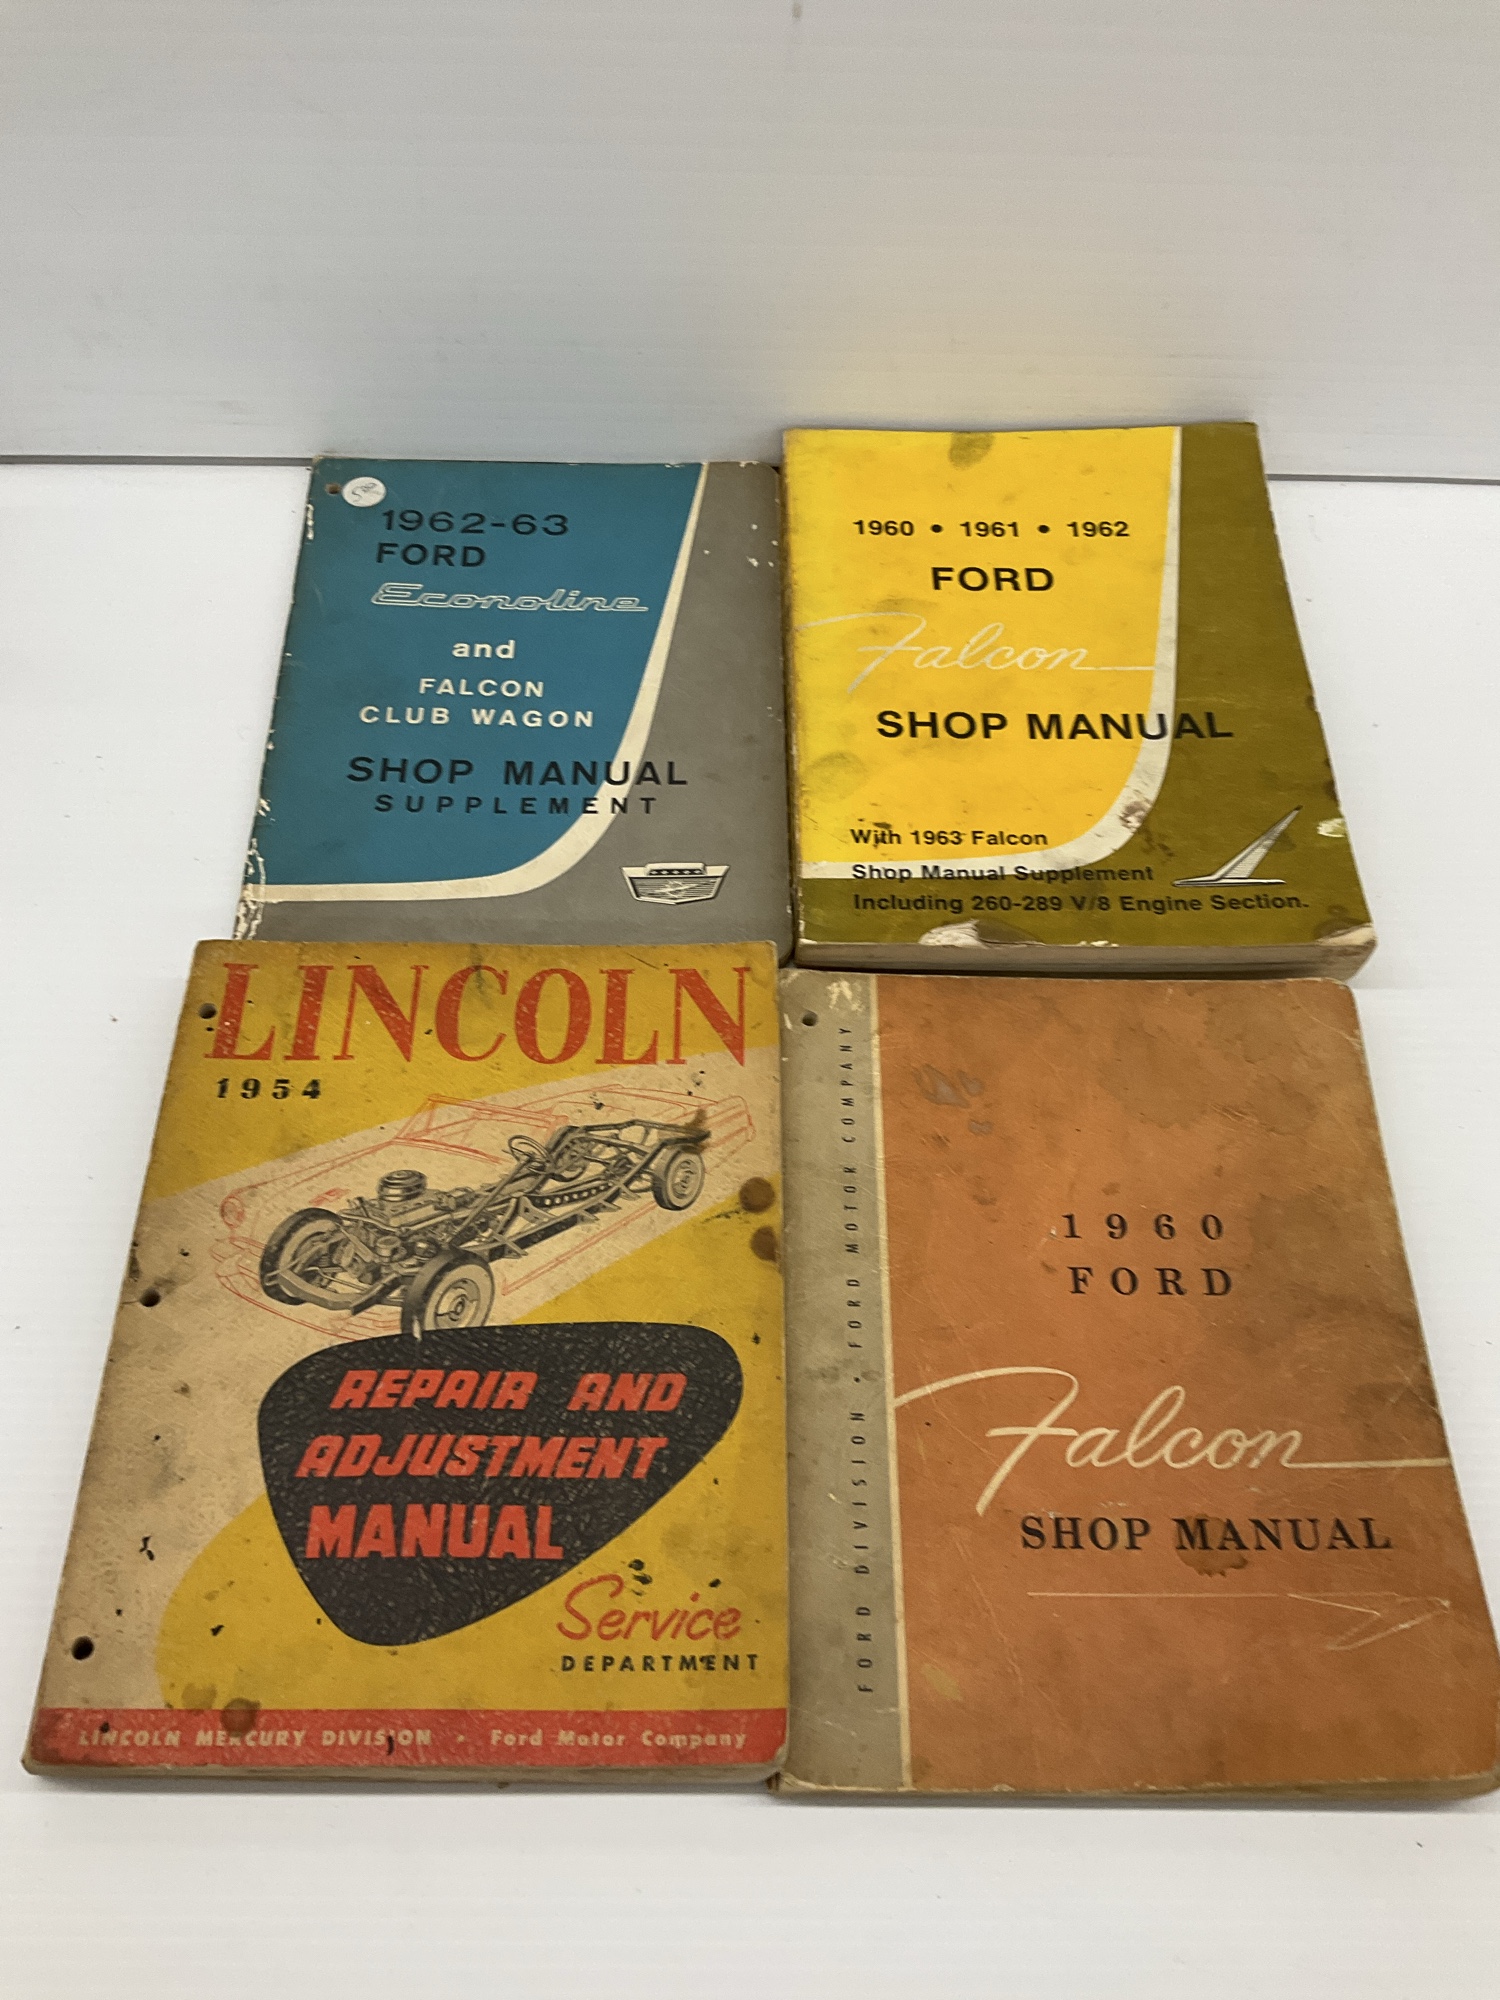 5.00
1962-63
FORD
Econoline
and
FALCON
CLUB WAGON
SHOP MANUAL
SUPPLEMENT
1960 • 1961 • 1962
FORD
Falcon
SHOP MANUAL
With 1963 Falcon
Shop Manual Supplement
Including 260-289 V/8 Engine Section.
LINCOLN
1954
REPAIR AND
ADJUSTMENT
MANUAL
Service
DEPARTMENT
LINCOLN MERCURY DIVISION • Ford Motor Company
FORD DIVISION • FORD MOTOR COMPANY
1960
FORD
Falcon
SHOP MANUAL